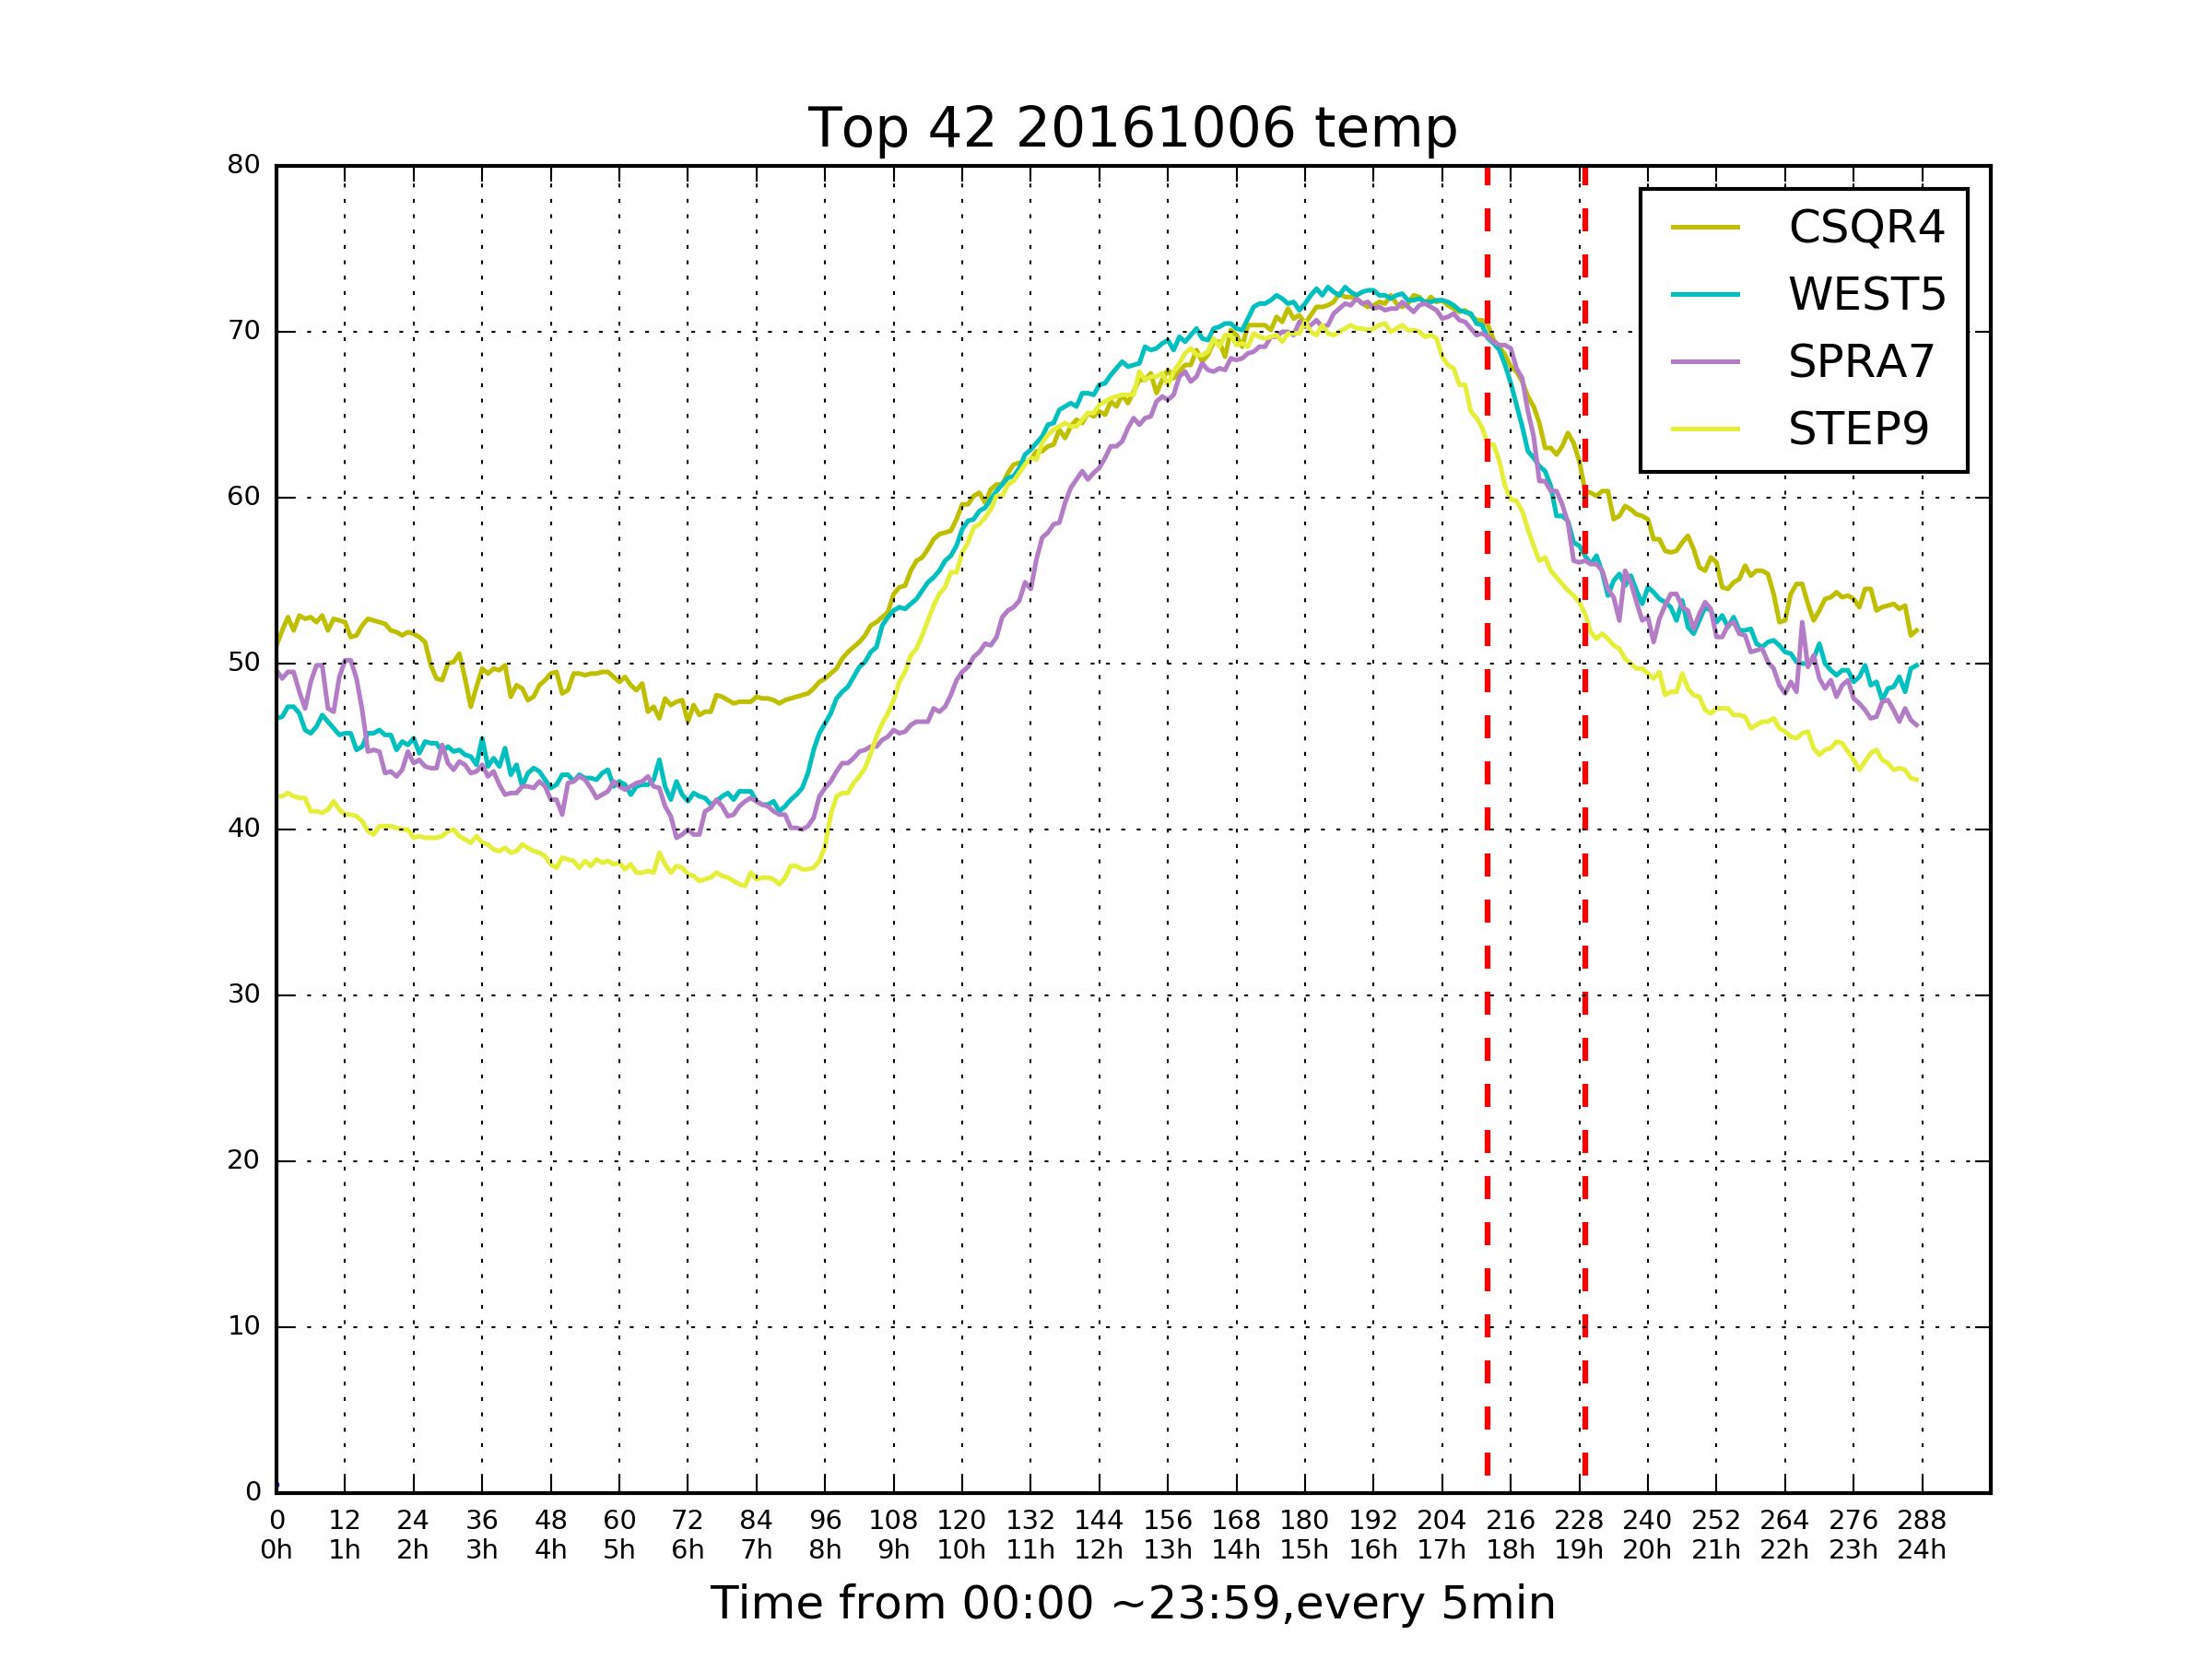 Top 42 20161006 temp
80
70
60
50
40
30
20
10
0
CSQR4
WEST5
SPRA7
STEP9
0 12 24 36 48 60 72 84 96 108 120 132 144 156 168 180 192 204 216 228 240 252 264 276 288
0h 1h 2h 3h 4h 5h 6h 7h 8h 9h 10h 11h 12h 13h 14h 15h 16h 17h 18h 19h 20h 21h 22h 23h 24h
Time from 00:00 ~23:59,every 5min